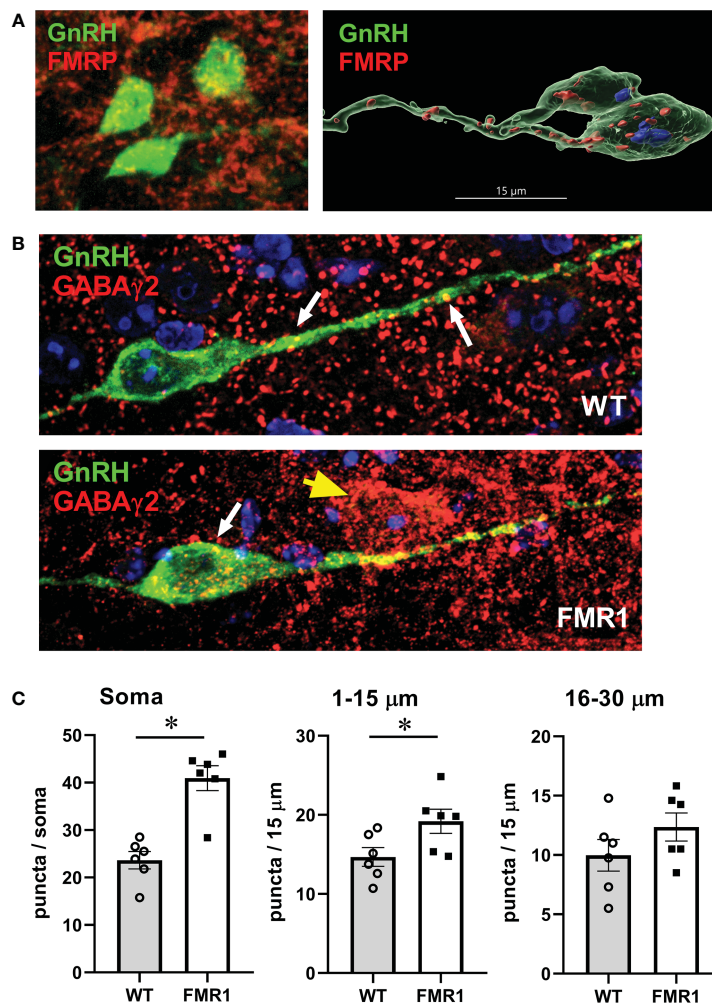 A
GnRH
FMRP
GnRH
FMRP
15 µm
B
GnRH
GABAγ2
WT
GnRH
GABAγ2
FMR1
C
Soma
*
puncta / soma
50
40
30
20
10
0
WT
FMR1
1-15 µm
*
puncta / 15 µm
30
20
10
0
WT
FMR1
16-30 µm
puncta / 15 µm
20
15
10
5
0
WT
FMR1